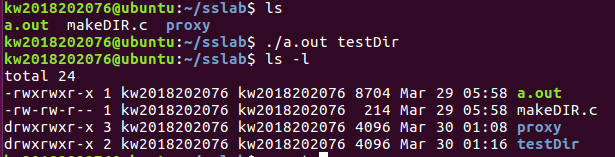 kw2018202076@ubuntu:~/sslab$ ls
a.out  makeDIR.c  proxy
kw2018202076@ubuntu:~/sslab$ ./a.out testDir
kw2018202076@ubuntu:~/sslab$ ls -l
total 24
-rwxrwxr-x 1 kw2018202076 kw2018202076 8704 Mar 29 05:58 a.out
-rw-rw-r-- 1 kw2018202076 kw2018202076  214 Mar 29 05:58 makeDIR.c
drwxrwxr-x 3 kw2018202076 kw2018202076 4096 Mar 30 01:08 proxy
drwxrwxr-x 2 kw2018202076 kw2018202076 4096 Mar 30 01:16 testDir